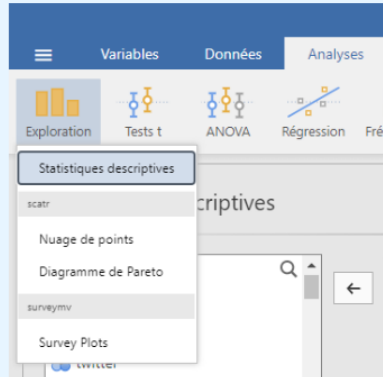 Variables Données Analyses
Exploration Tests t ANOVA Régression Fré
Statistiques descriptives
criptives
scatr
Nuage de points
Diagramme de Pareto
surveymv
Survey Plots
twitter